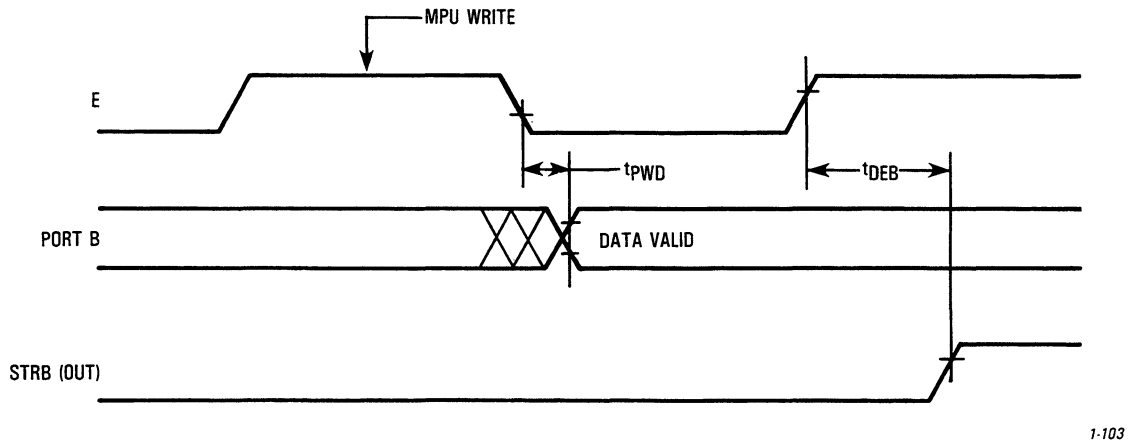 MPU WRITE
E
tPWD
tDEB
PORT B
DATA VALID
STRB (OUT)
1-103